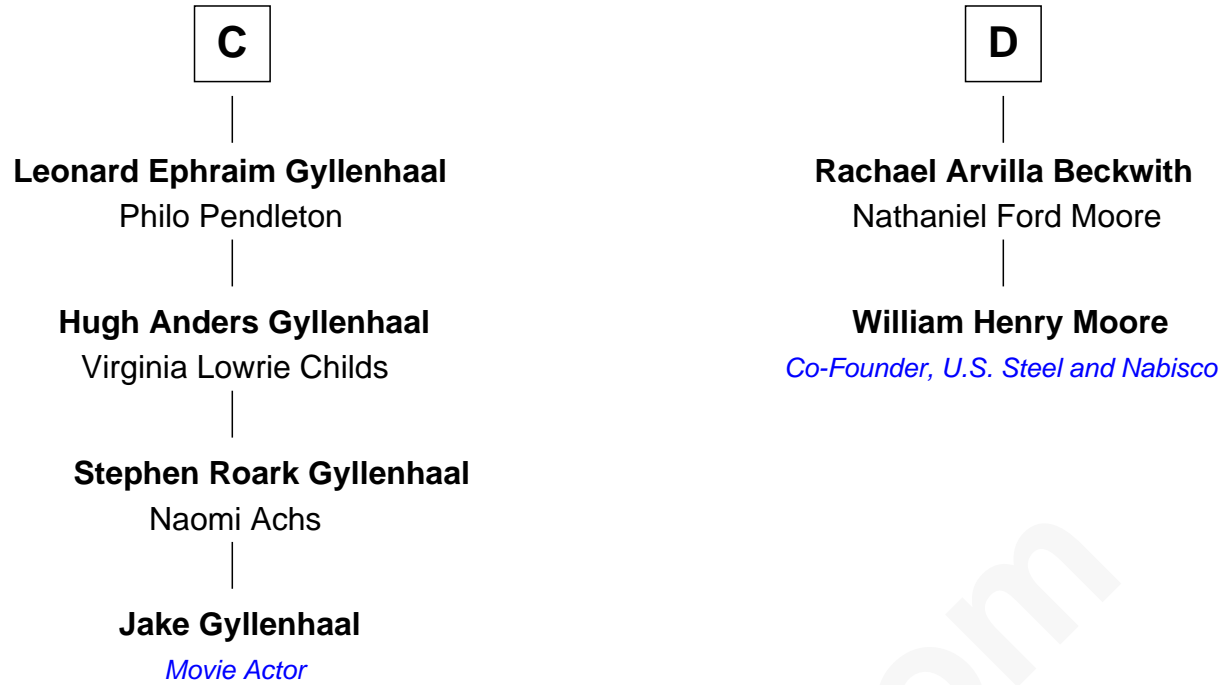 C
Leonard Ephraim Gyllenhaal
Philo Pendleton
Hugh Anders Gyllenhaal
Virginia Lowrie Childs
Stephen Roark Gyllenhaal
Naomi Achs
Jake Gyllenhaal
Movie Actor
D
Rachael Arvilla Beckwith
Nathaniel Ford Moore
William Henry Moore
Co-Founder, U.S. Steel and Nabisco
om